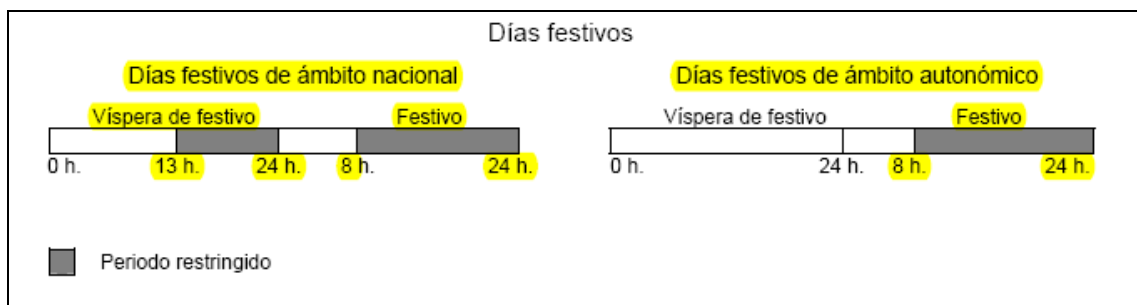 Días festivos
Días festivos de ámbito nacional
Víspera de festivo Festivo
0 h. 13 h. 24 h. 8 h. 24 h.
Días festivos de ámbito autonómico
Víspera de festivo Festivo
0 h. 24 h. 8 h. 24 h.
Periodo restringido